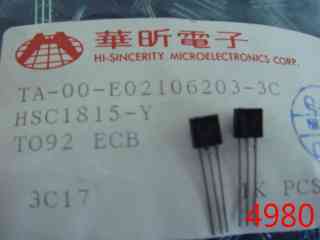 華昕電子
HI-SINCERITY MICROELECTRONICS CORP.
TA-00-E02106203-3C
HSC1815-Y
TO92 ECB
3C17
1K PCS
4980